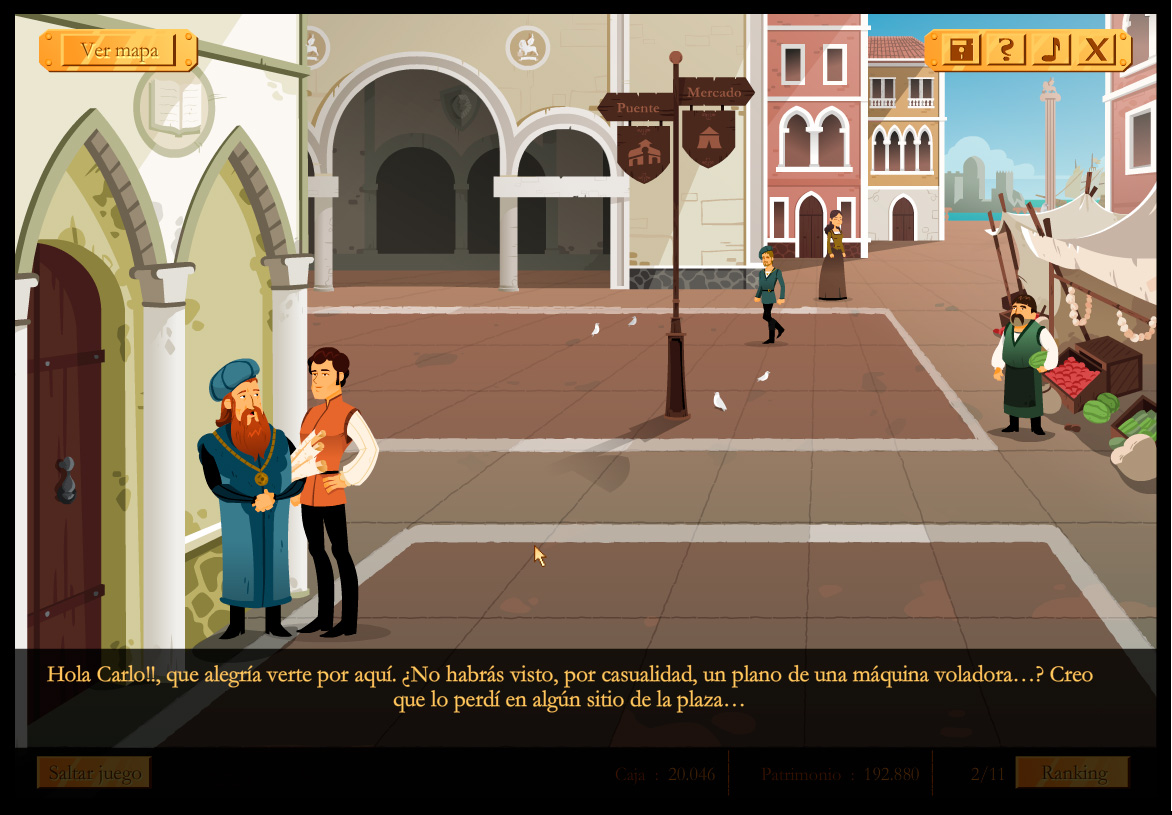 Ver mapa
Mercado
Puente
Hola Carlo!!, que alegría verte por aquí. ¿No habrás visto, por casualidad, un plano de una máquina voladora…? Creo
que lo perdí en algún sitio de la plaza…
Saltar juego
Caja : 20.046
Patrimonio : 192.880
2/11
Ranking